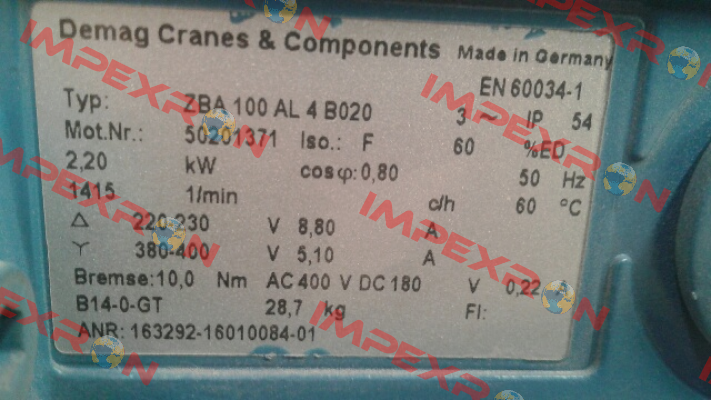 Demag Cranes & Components Made in Germany
EN 60034-1
Typ: ZBA 100 AL 4 B020 3 ~ IP 54
Mot.Nr.: 50201371 Iso.: F 60 %ED
2,20 kW cosφ:0,80 50 Hz
1415 1/min c/h 60 °C
Δ 220-230 V 8,80 A
Y 380-400 V 5,10 A
Bremse:10,0 Nm AC 400 V DC 180 V 0,22 A
B14-0-GT 28,7 kg FI:
ANR: 163292-16010084-01
IMPEXRON
IMPEXRON
IMPEXRON
IMPEXRON
IMPEXRON
IMPEXRON